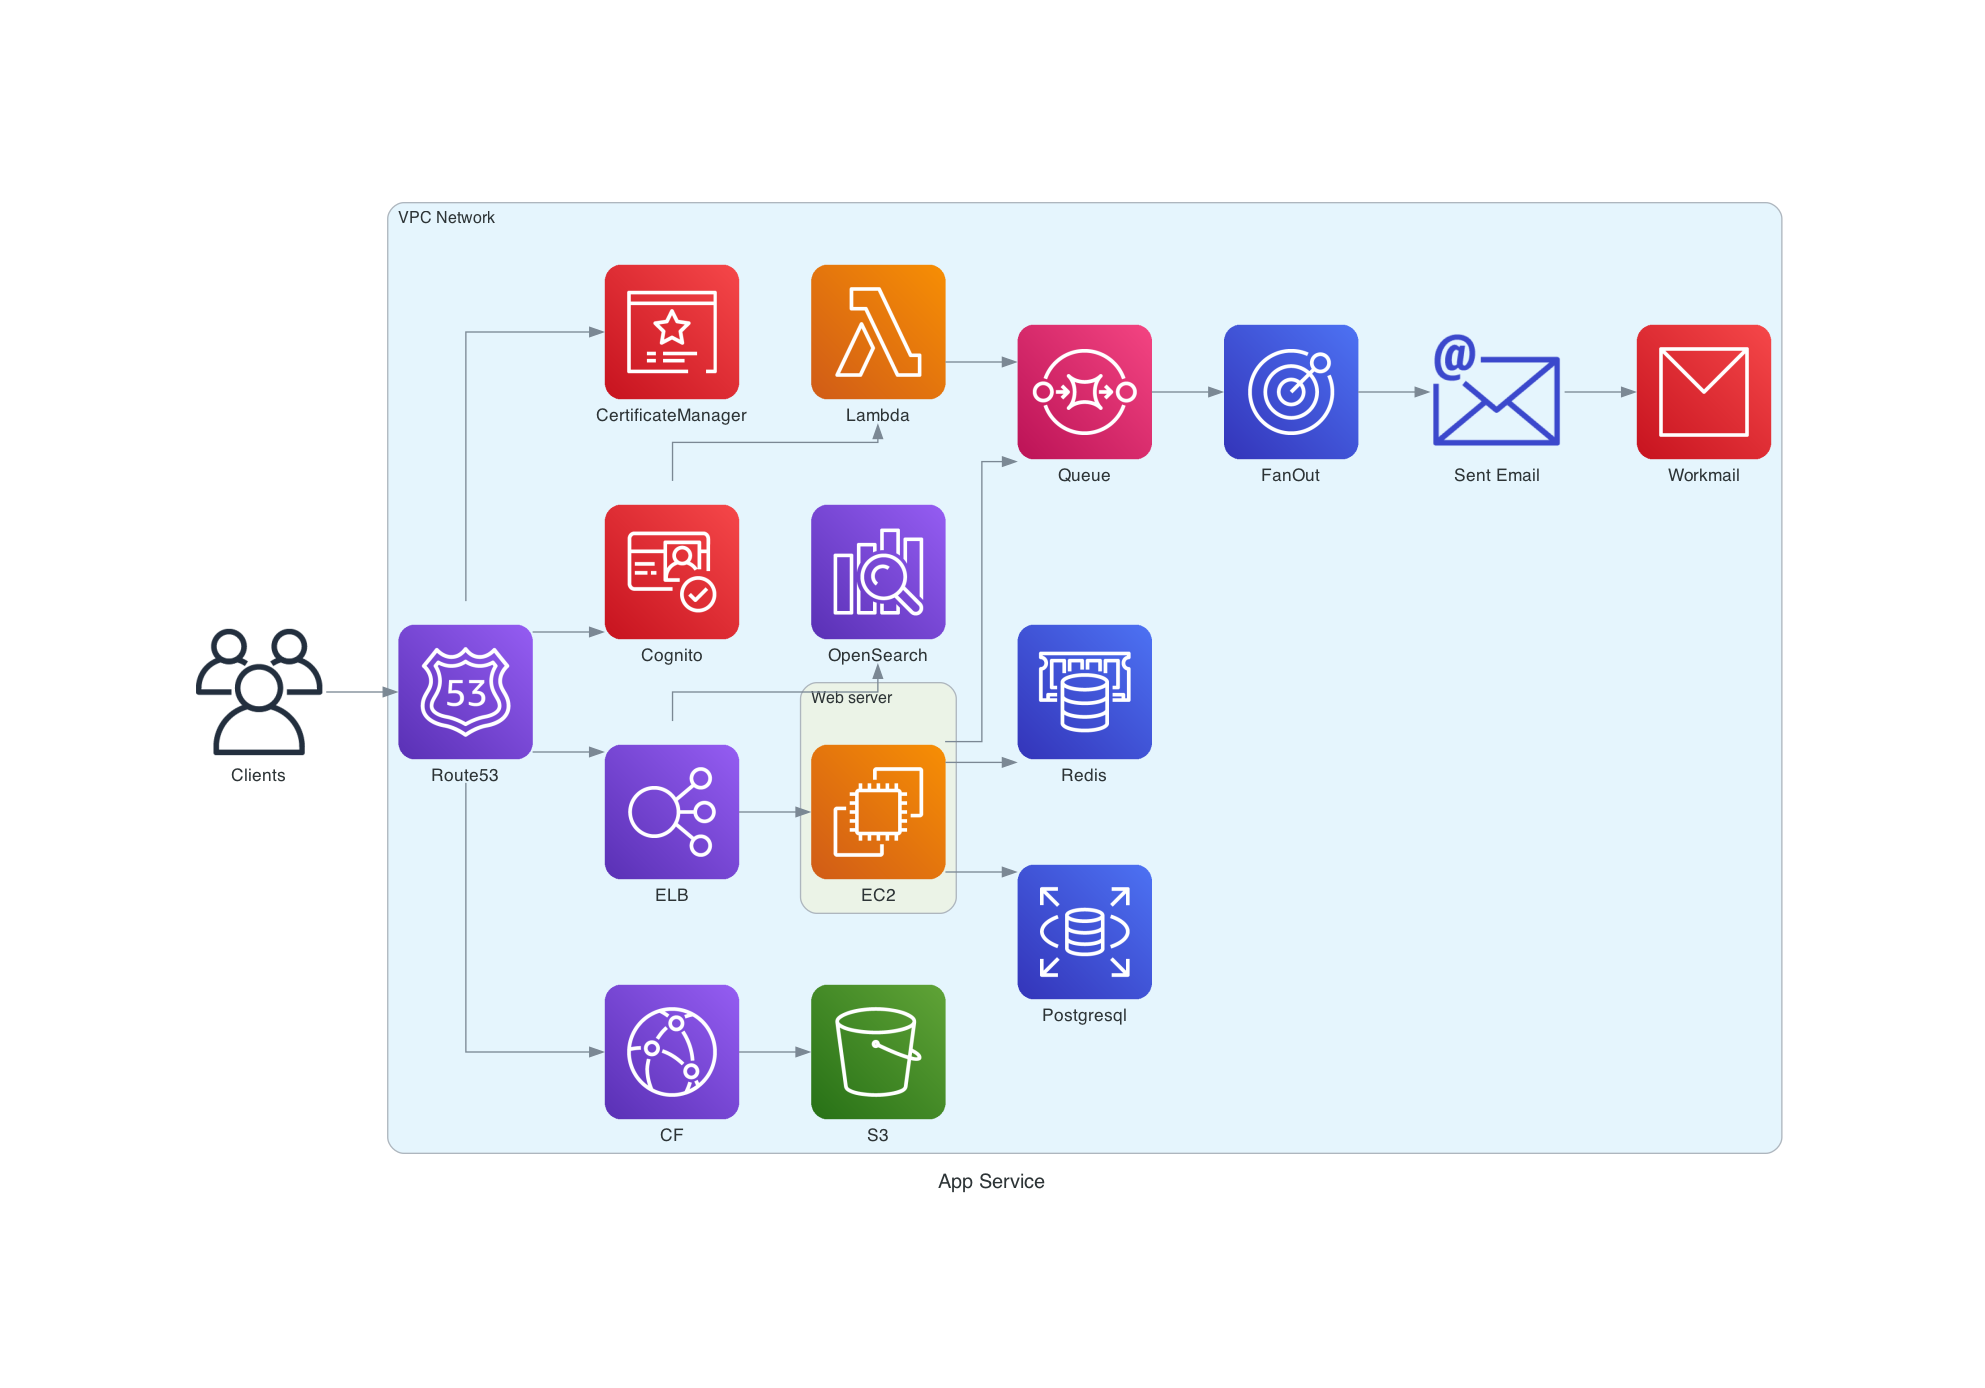 VPC Network
CertificateManager
Lambda
Queue
FanOut
@
Sent Email
Workmail
Cognito
OpenSearch
Clients
53
Route53
Web server
Redis
ELB
EC2
Postgresql
CF
S3
App Service